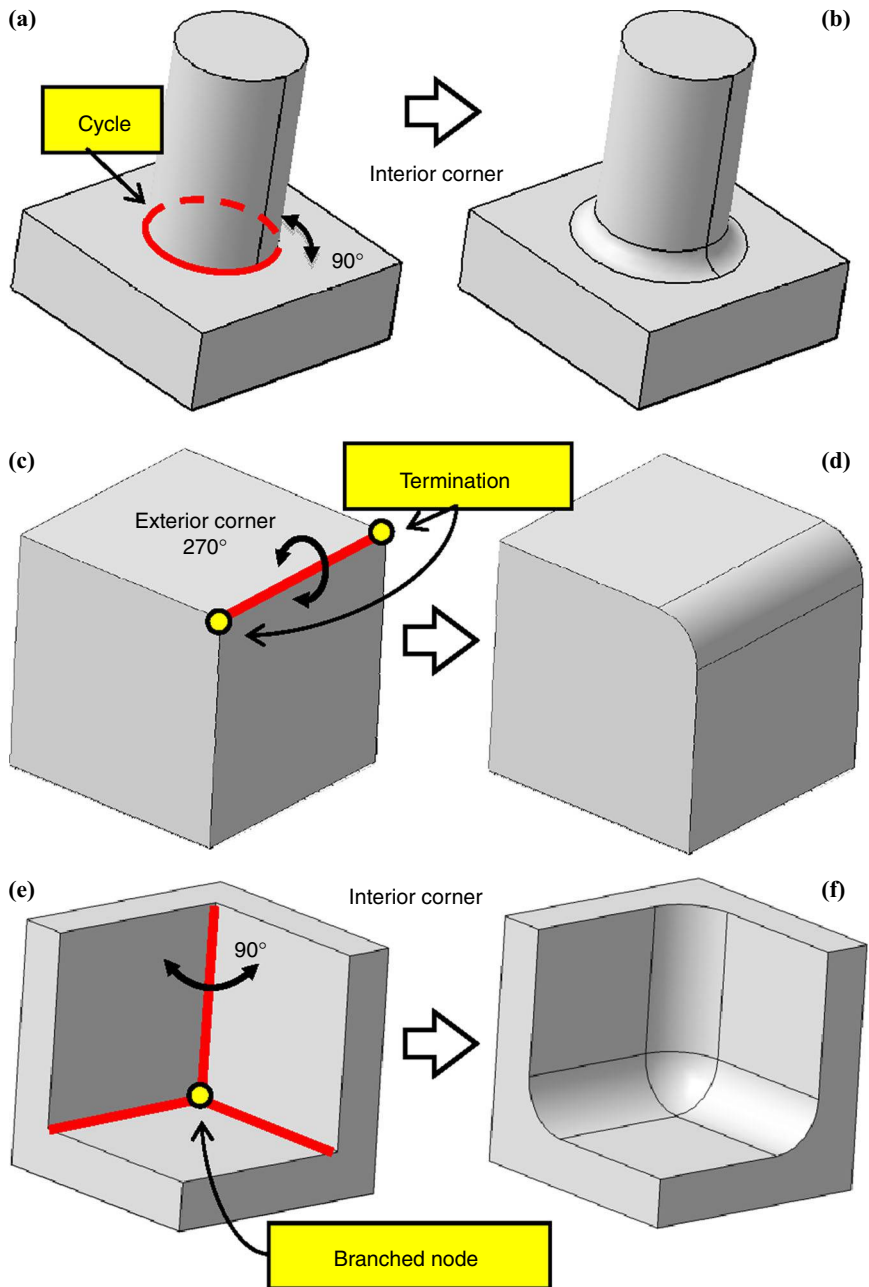 (a)
(b)
Cycle
Interior corner
90°
(c)
(d)
Termination
Exterior corner
270°
(e)
(f)
Interior corner
90°
Branched node